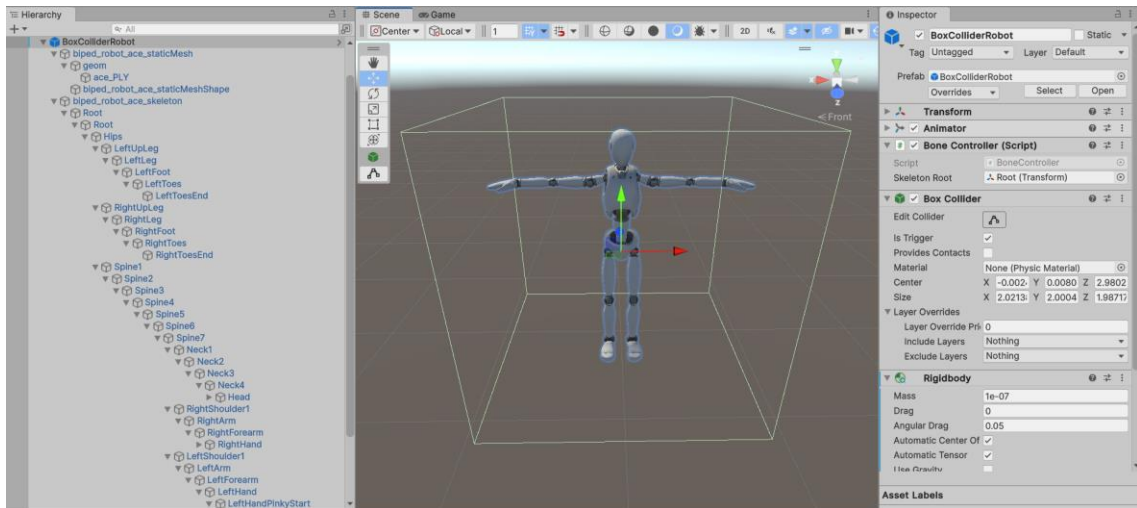 Hierarchy
All
BoxColliderRobot
biped_robot_ace_staticMesh
geom
ace_PLY
biped_robot_ace_staticMeshShape
biped_robot_ace_skeleton
Root
Root
Hips
LeftUpLeg
LeftLeg
LeftFoot
LeftToes
LeftToesEnd
RightUpLeg
RightLeg
RightFoot
RightToes
RightToesEnd
Spine1
Spine2
Spine3
Spine4
Spine5
Spine6
Spine7
Neck1
Neck2
Neck3
Neck4
Head
RightShoulder1
RightArm
RightForearm
RightHand
LeftShoulder1
LeftArm
LeftForearm
LeftHand
LeftHandPinkyStart
Scene Game
Center Local 1 2D
y
x
z
Front
Inspector
BoxColliderRobot Static
Tag Untagged Layer Default
Prefab BoxColliderRobot
Overrides Select Open
Transform
Animator
Bone Controller (Script)
Script BoneController
Skeleton Root Root (Transform)
Box Collider
Edit Collider
Is Trigger
Provides Contacts
Material None (Physic Material)
Center X -0.002 Y 0.0080 Z 2.9802
Size X 2.0213 Y 2.0004 Z 1.9871
Layer Overrides
Layer Override Pri 0
Include Layers Nothing
Exclude Layers Nothing
Rigidbody
Mass 1e-07
Drag 0
Angular Drag 0.05
Automatic Center Of
Automatic Tensor
Use Gravity
Asset Labels